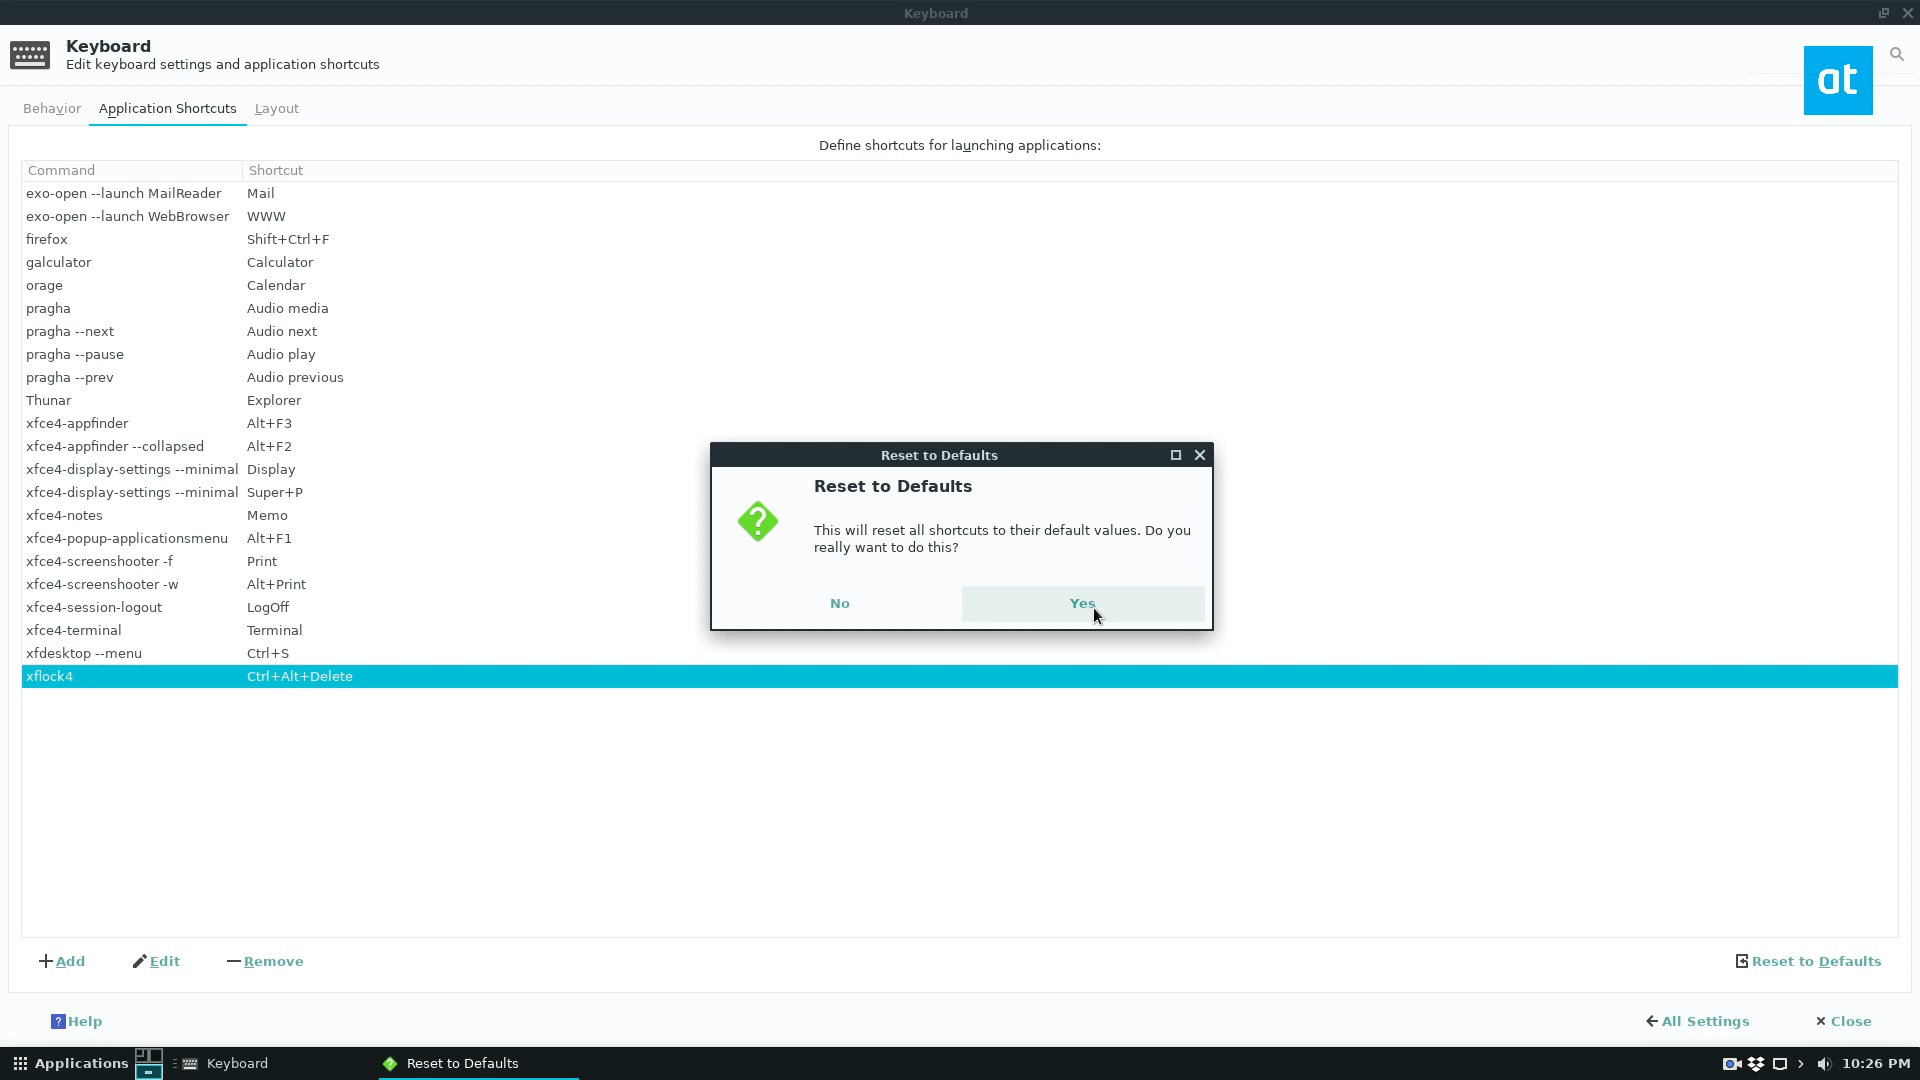 Keyboard
Keyboard
Edit keyboard settings and application shortcuts
at
Behavior Application Shortcuts Layout
Define shortcuts for launching applications:
Command Shortcut
exo-open --launch MailReader Mail
exo-open --launch WebBrowser WWW
firefox Shift+Ctrl+F
galculator Calculator
orage Calendar
pragha Audio media
pragha --next Audio next
pragha --pause Audio play
pragha --prev Audio previous
Thunar Explorer
xfce4-appfinder Alt+F3
xfce4-appfinder --collapsed Alt+F2
xfce4-display-settings --minimal Display
xfce4-display-settings --minimal Super+P
xfce4-notes Memo
xfce4-popup-applicationsmenu Alt+F1
xfce4-screenshooter -f Print
xfce4-screenshooter -w Alt+Print
xfce4-session-logout LogOff
xfce4-terminal Terminal
xfdesktop --menu Ctrl+S
xflock4 Ctrl+Alt+Delete
Reset to Defaults
Reset to Defaults
?
This will reset all shortcuts to their default values. Do you
really want to do this?
No Yes
Add Edit Remove Reset to Defaults
? Help All Settings Close
Applications Keyboard Reset to Defaults 10:26 PM